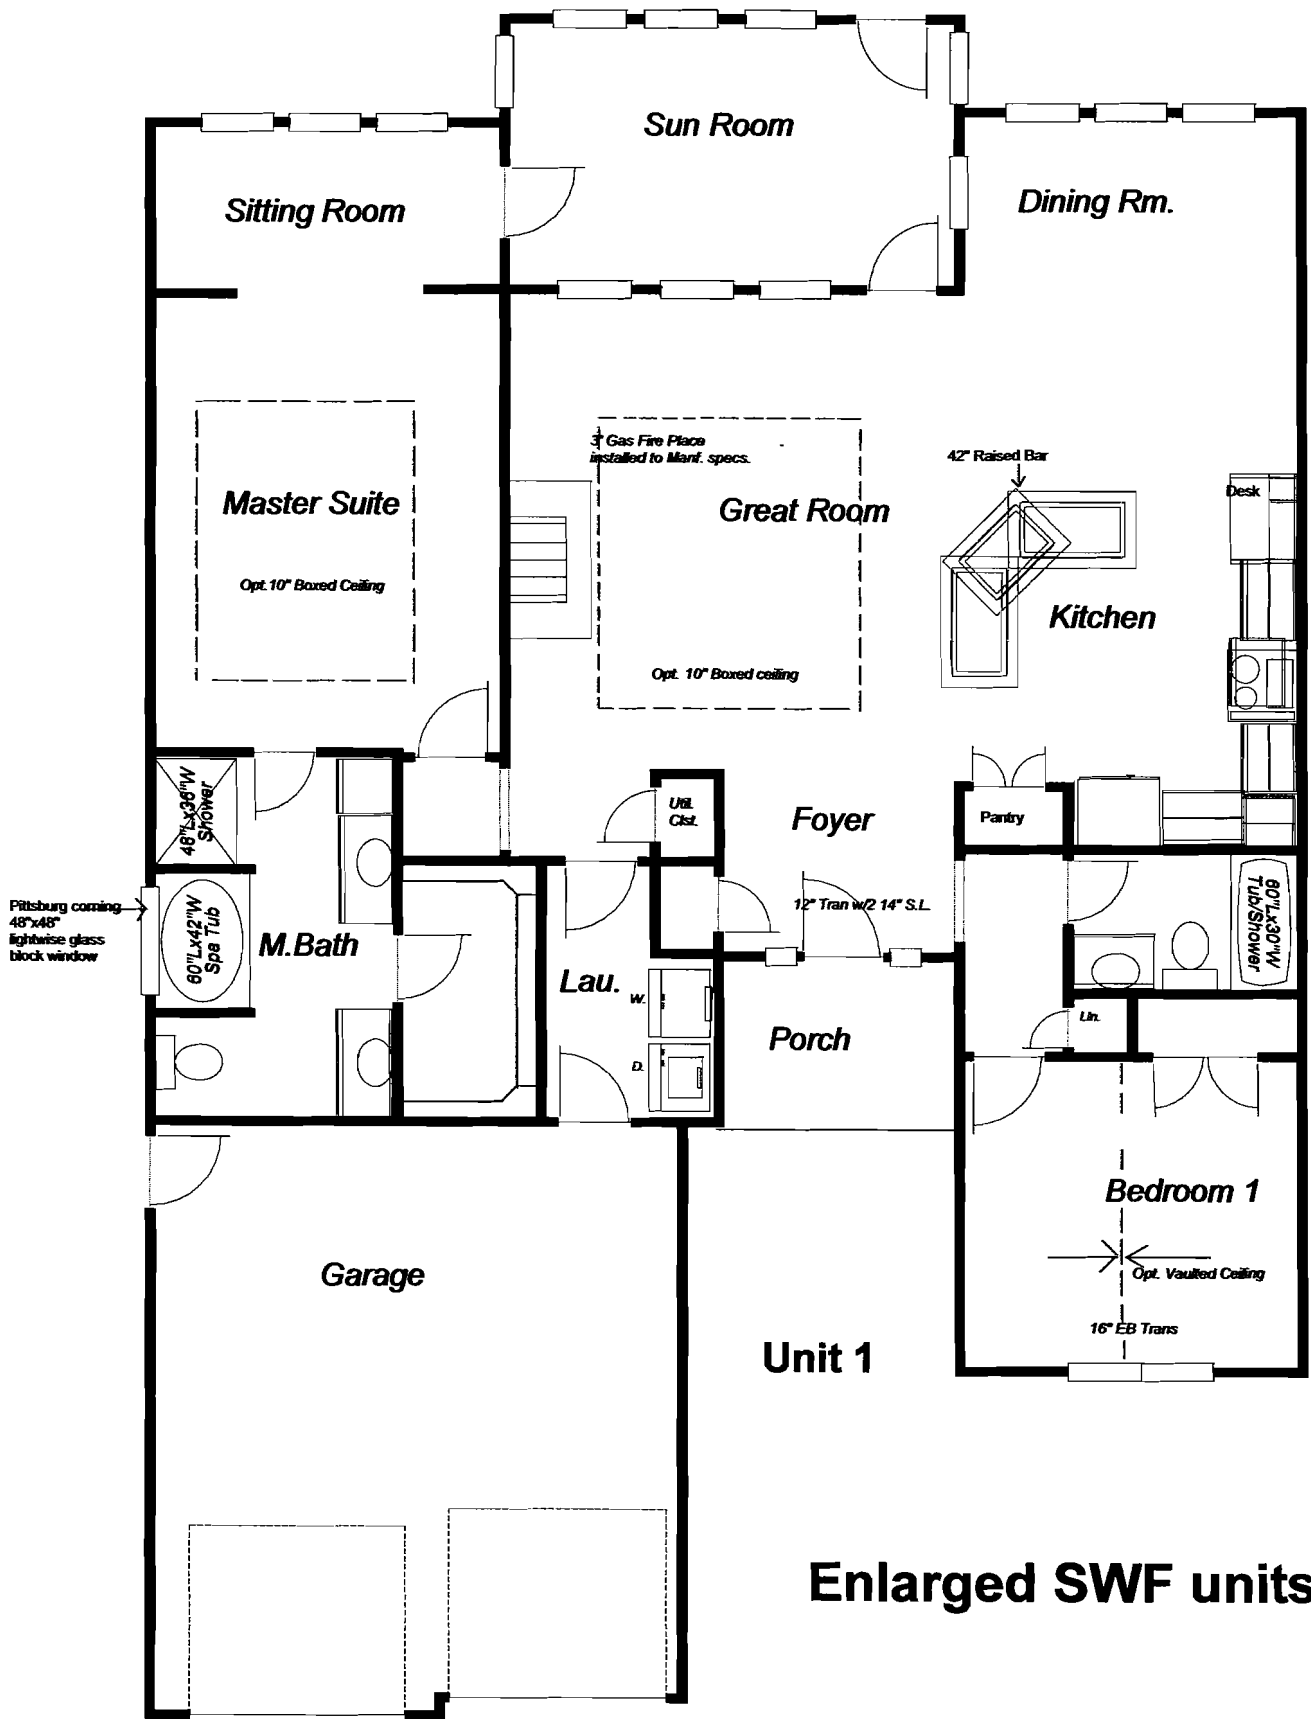 Sun Room
Sitting Room
Dining Rm.
3' Gas Fire Place
installed to Manf. specs.
42" Raised Bar
Desk
Master Suite
Great Room
Opt. 10" Boxed Ceiling
Kitchen
Opt. 10" Boxed ceiling
48"Lx36"W
Shower
Util.
Clst.
Foyer
Pantry
Pittsburg corning
48"x48"
lightwise glass
block window
60"Lx42"W
Spa Tub
M.Bath
12" Tran w/2 14" S.L.
60"Lx30"W
Tub/Shower
Lau.
W.
D.
Porch
Lin.
Bedroom 1
Opt. Vaulted Ceiling
16" EB Trans
Garage
Unit 1
Enlarged SWF units